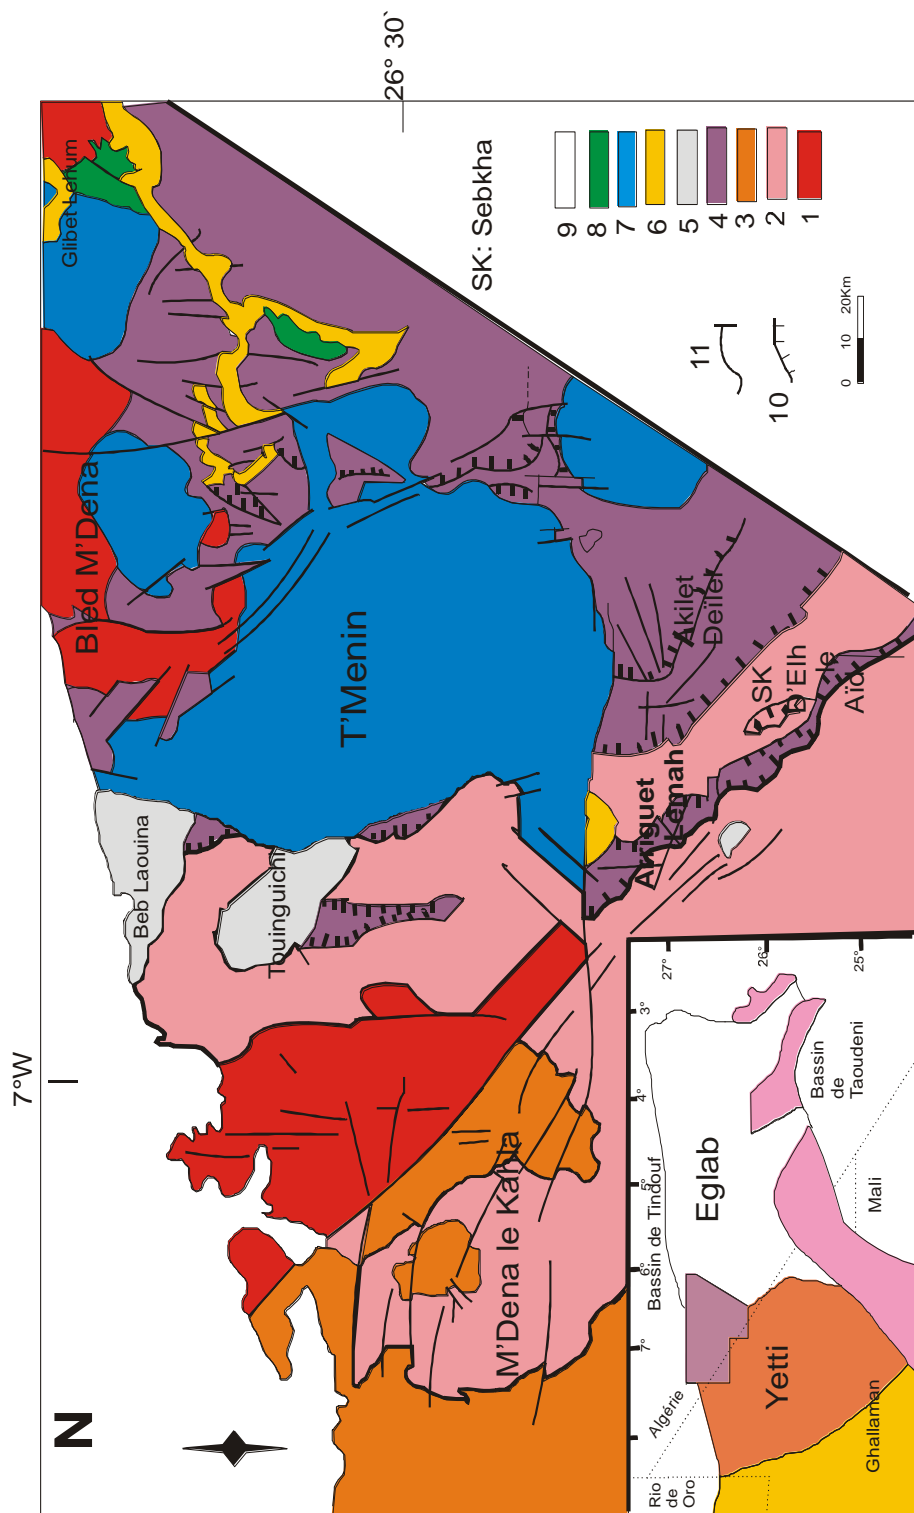 N
7°W
26° 30`
Glibet Lehum
Bled M'Dena
T'Menin
Beb Laouina
Touinguichi
M'Dena le Kahla
Akilet
Deïlel
SK
D'Elh
le
Aïd
Akiguet
Lemah
SK: Sebkha
9
8
7
6
5
4
3
2
1
11
10
0
10
20Km
Bassin de Tindouf
Eglab
Yetti
Ghallaman
Algérie
Rio
de
Oro
Mali
Bassin
de
Taoudeni
7°
6°
5°
4°
3°
27°
26°
25°